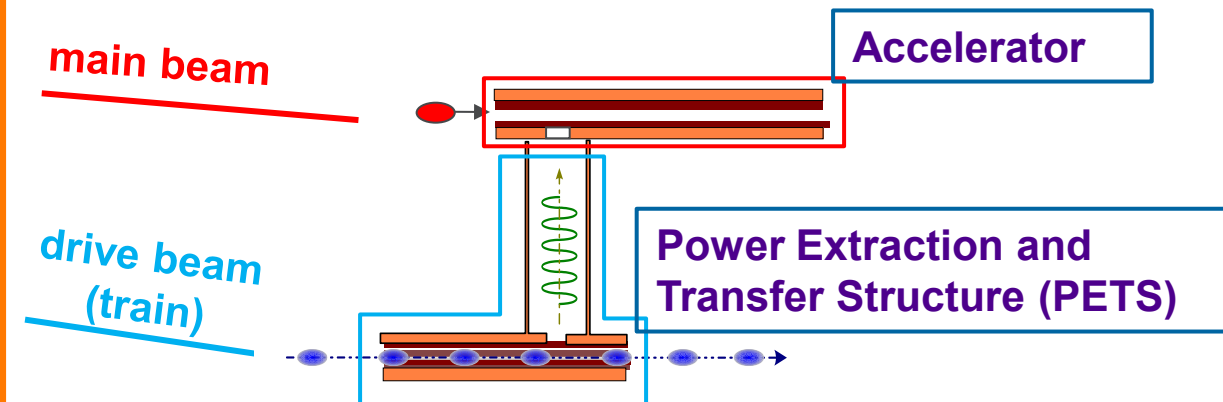 main beam
Accelerator
drive beam
(train)
Power Extraction and
Transfer Structure (PETS)